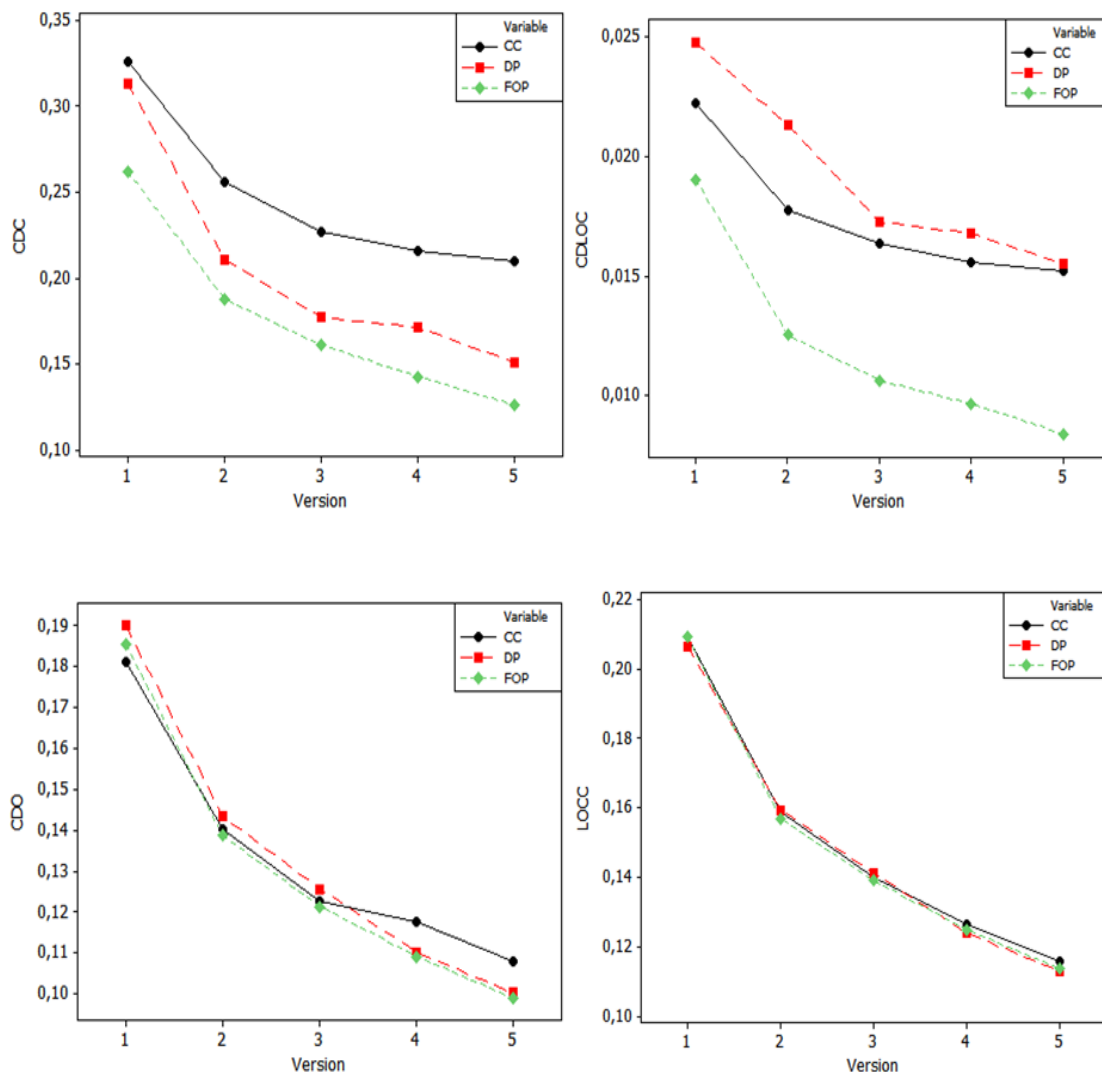 0,35
0,30
0,25
0,20
0,15
0,10
CDC
Variable
CC
DP
FOP
1 2 3 4 5
Version
0,025
0,020
0,015
0,010
CDLOC
Variable
CC
DP
FOP
1 2 3 4 5
Version
0,19
0,18
0,17
0,16
0,15
0,14
0,13
0,12
0,11
0,10
CDO
Variable
CC
DP
FOP
1 2 3 4 5
Version
0,22
0,20
0,18
0,16
0,14
0,12
0,10
LOCC
Variable
CC
DP
FOP
1 2 3 4 5
Version